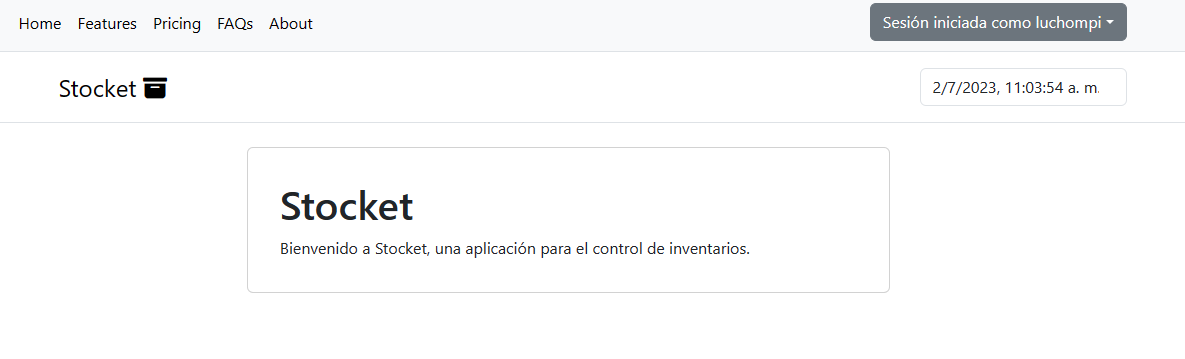 Home Features Pricing FAQs About Sesión iniciada como luchompi
Stocket 2/7/2023, 11:03:54 a. m.
Stocket
Bienvenido a Stocket, una aplicación para el control de inventarios.